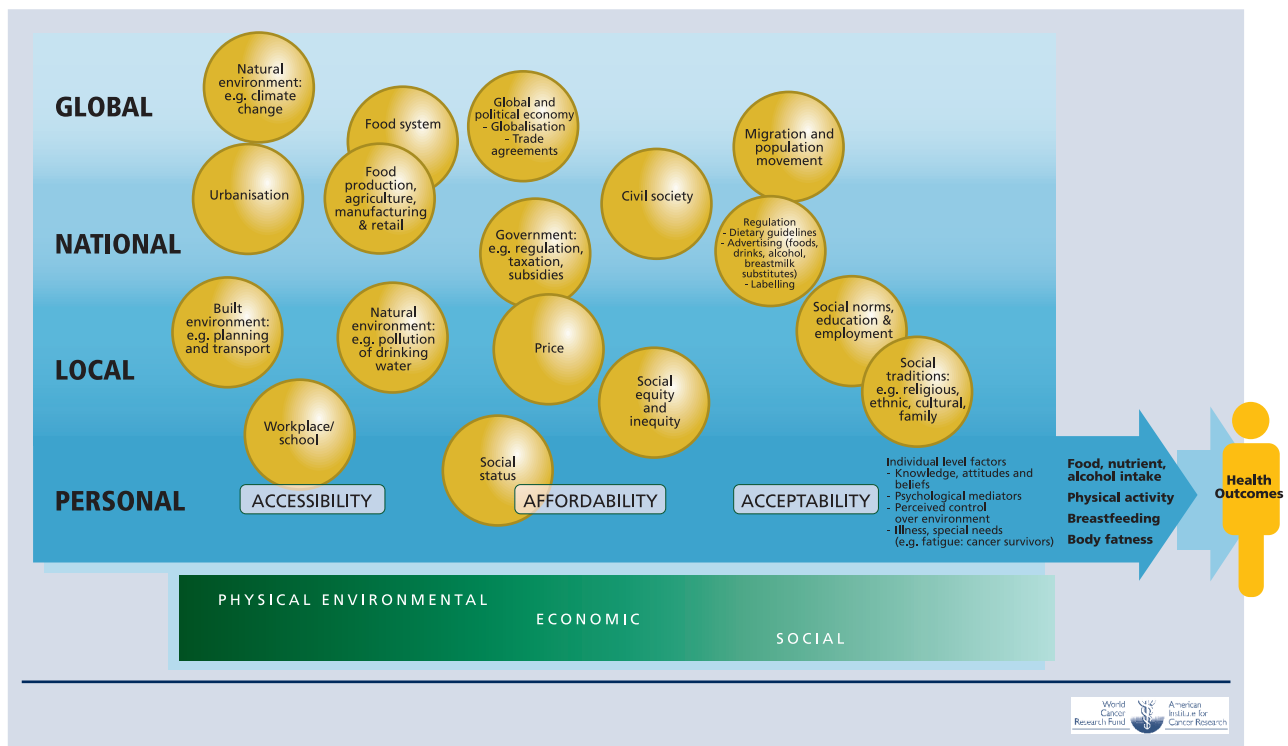 GLOBAL
Natural
environment:
e.g. climate
change
Food system
Global and
political economy
- Globalisation
- Trade
agreements
Migration and
population
movement
Urbanisation
Food
production,
agriculture,
manufacturing
& retail
Civil society
NATIONAL
Government:
e.g. regulation,
taxation,
subsidies
Regulation
- Dietary guidelines
- Advertising (foods,
drinks, alcohol,
breastmilk
substitutes)
- Labelling
Built
environment:
e.g. planning
and transport
Natural
environment:
e.g. pollution
of drinking
water
Price
Social norms,
education &
employment
LOCAL
Social
equity
and
inequity
Social
traditions:
e.g. religious,
ethnic, cultural,
family
Workplace/
school
Social
status
PERSONAL
ACCESSIBILITY
AFFORDABILITY
ACCEPTABILITY
Individual level factors
- Knowledge, attitudes and
beliefs
- Psychological mediators
- Perceived control
over environment
- Illness, special needs
(e.g. fatigue: cancer survivors)
Food, nutrient,
alcohol intake
Physical activity
Breastfeeding
Body fatness
Health
Outcomes
PHYSICAL ENVIRONMENTAL
ECONOMIC
SOCIAL
World
Cancer
Research Fund
American
Institute for
Cancer Research